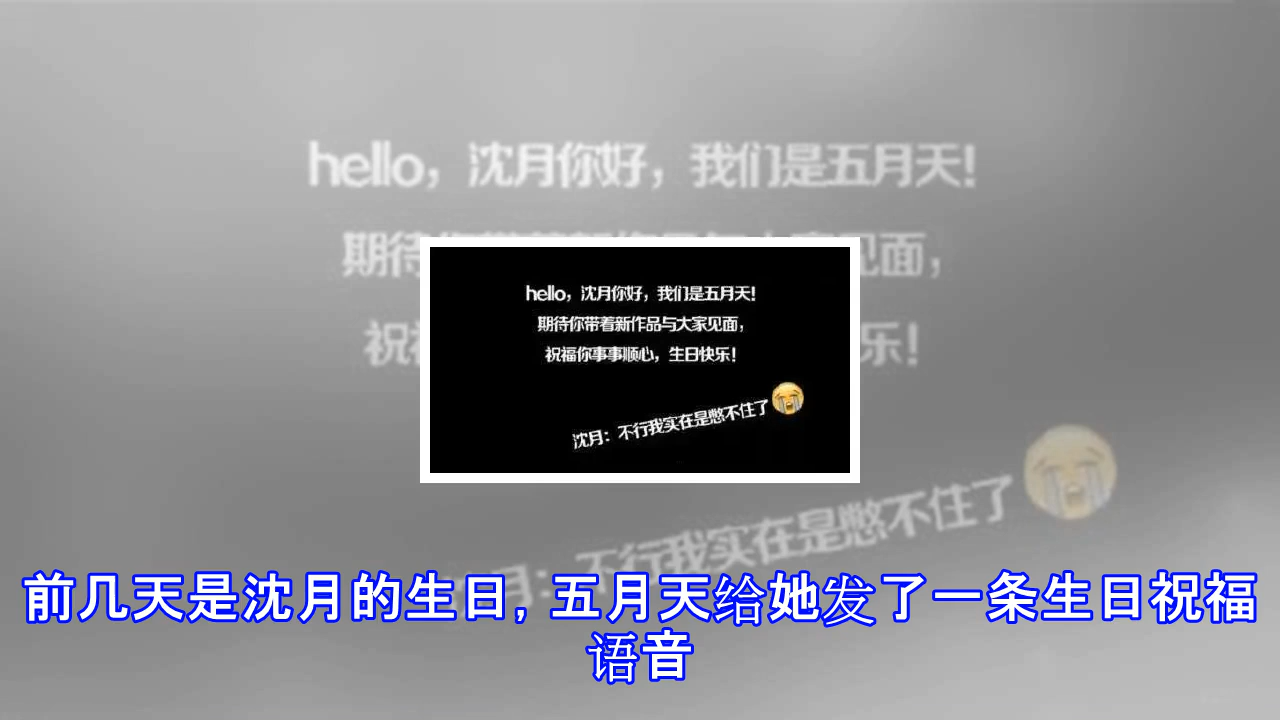 hello，沈月你好，我们是五月天！
期待你带着新作品与大家见面，
祝福你事事顺心，生日快乐！
沈月：不行我实在是憋不住了
前几天是沈月的生日, 五月天给她发了一条生日祝福
语音